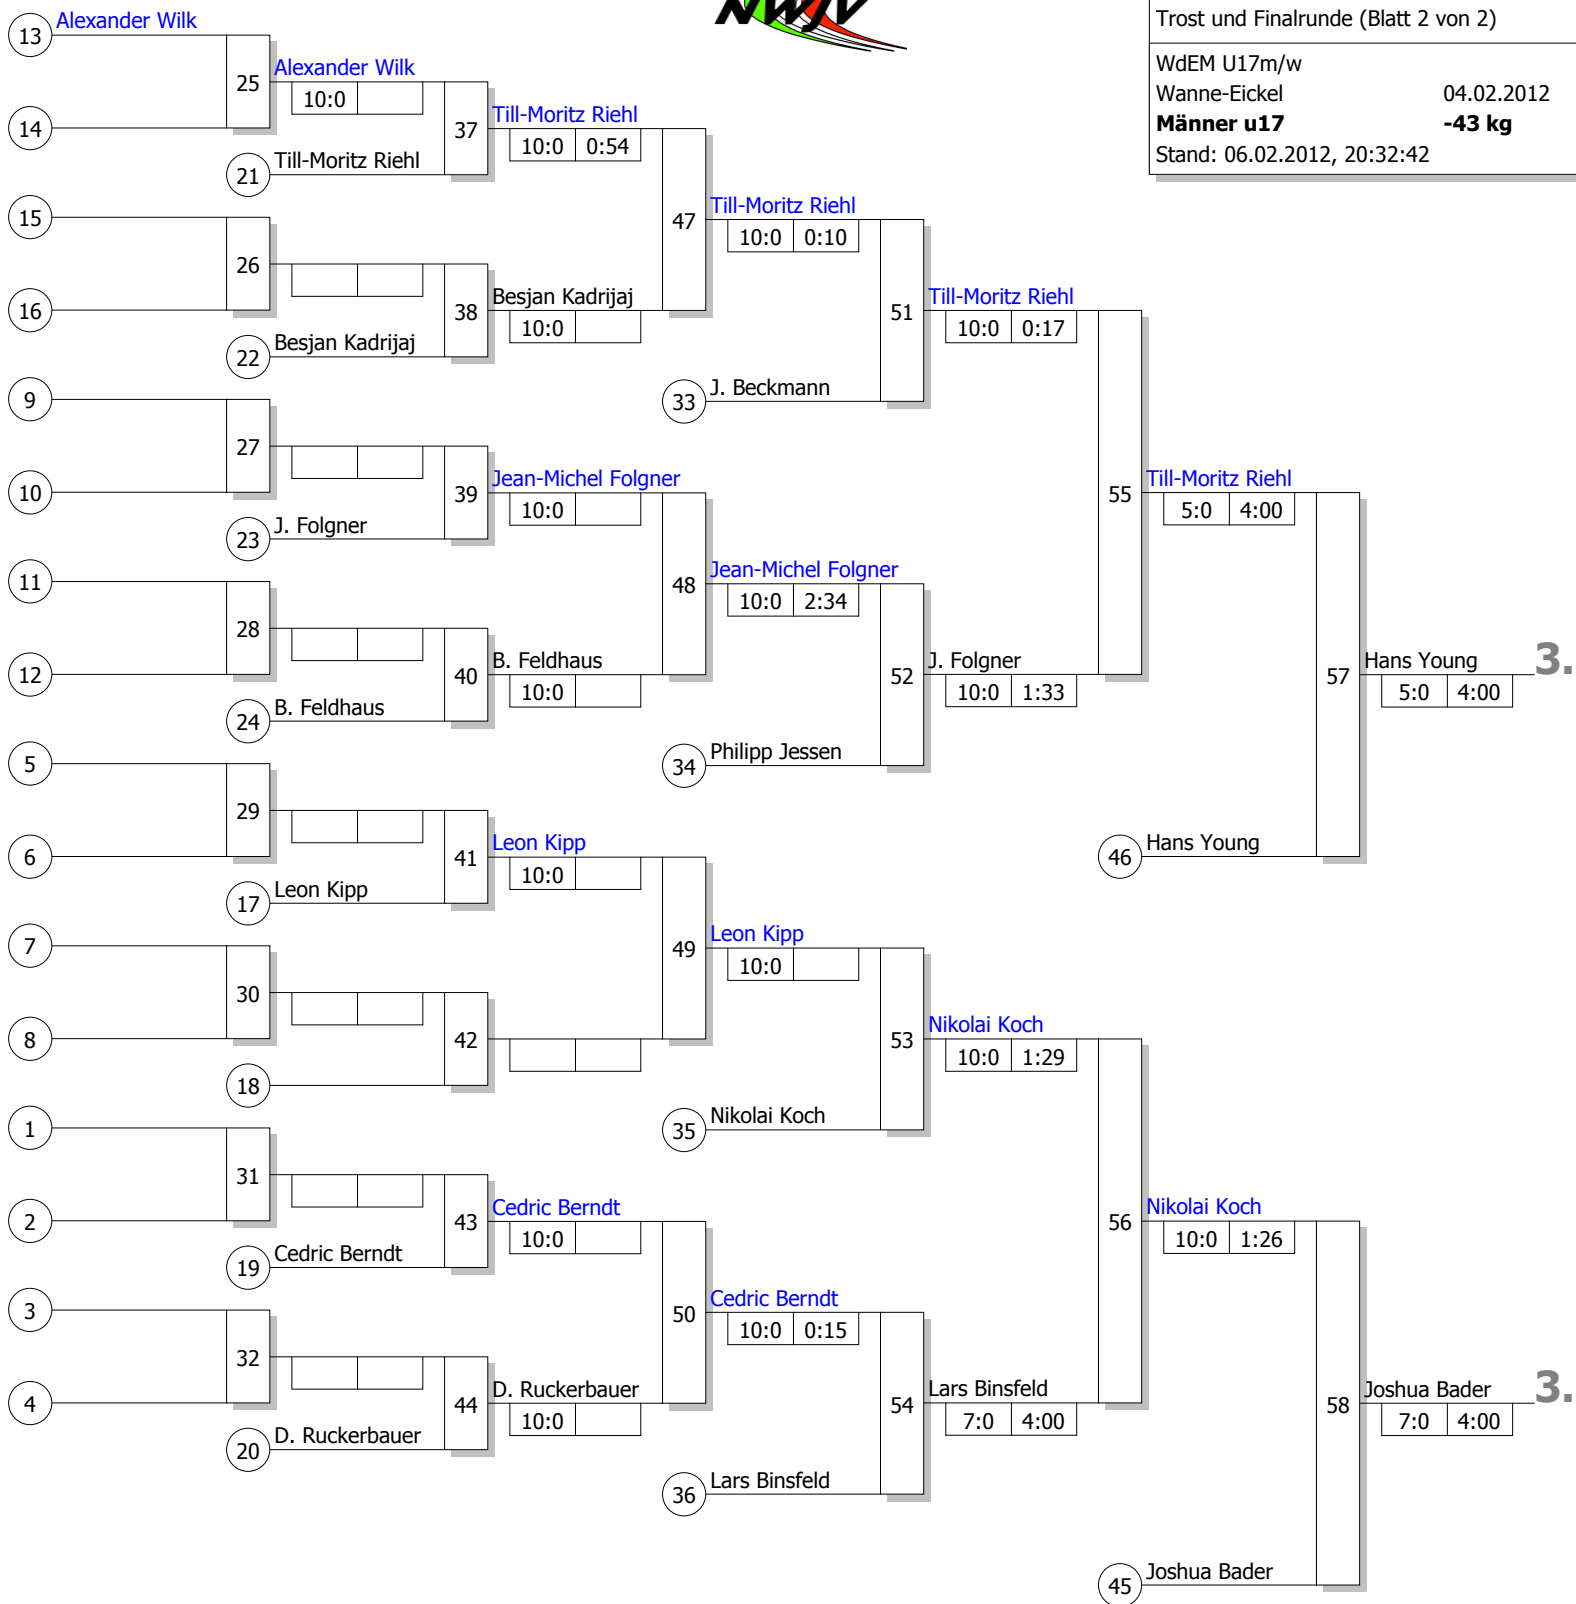 NWJV
Trost und Finalrunde (Blatt 2 von 2)
WdEM U17m/w
Wanne-Eickel 04.02.2012
Männer u17 -43 kg
Stand: 06.02.2012, 20:32:42
13 Alexander Wilk
25 Alexander Wilk
10:0
14
37 Till-Moritz Riehl
10:0 0:54
21 Till-Moritz Riehl
15
47 Till-Moritz Riehl
10:0 0:10
26
16
38 Besjan Kadrijaj
10:0
22 Besjan Kadrijaj
51 Till-Moritz Riehl
10:0 0:17
33 J. Beckmann
9
27
10
39 Jean-Michel Folgner
10:0
23 J. Folgner
55 Till-Moritz Riehl
5:0 4:00
11
48 Jean-Michel Folgner
10:0 2:34
28
12
40 B. Feldhaus
10:0
24 B. Feldhaus
52 J. Folgner
10:0 1:33
57 Hans Young 3.
5:0 4:00
34 Philipp Jessen
5
29
6
41 Leon Kipp
10:0
46 Hans Young
17 Leon Kipp
7
49 Leon Kipp
10:0
30
8
42
53 Nikolai Koch
10:0 1:29
18
35 Nikolai Koch
1
31
2
43 Cedric Berndt
10:0
56 Nikolai Koch
10:0 1:26
19 Cedric Berndt
3
50 Cedric Berndt
10:0 0:15
32
4
44 D. Ruckerbauer
10:0
54 Lars Binsfeld
7:0 4:00
58 Joshua Bader 3.
7:0 4:00
20 D. Ruckerbauer
36 Lars Binsfeld
45 Joshua Bader